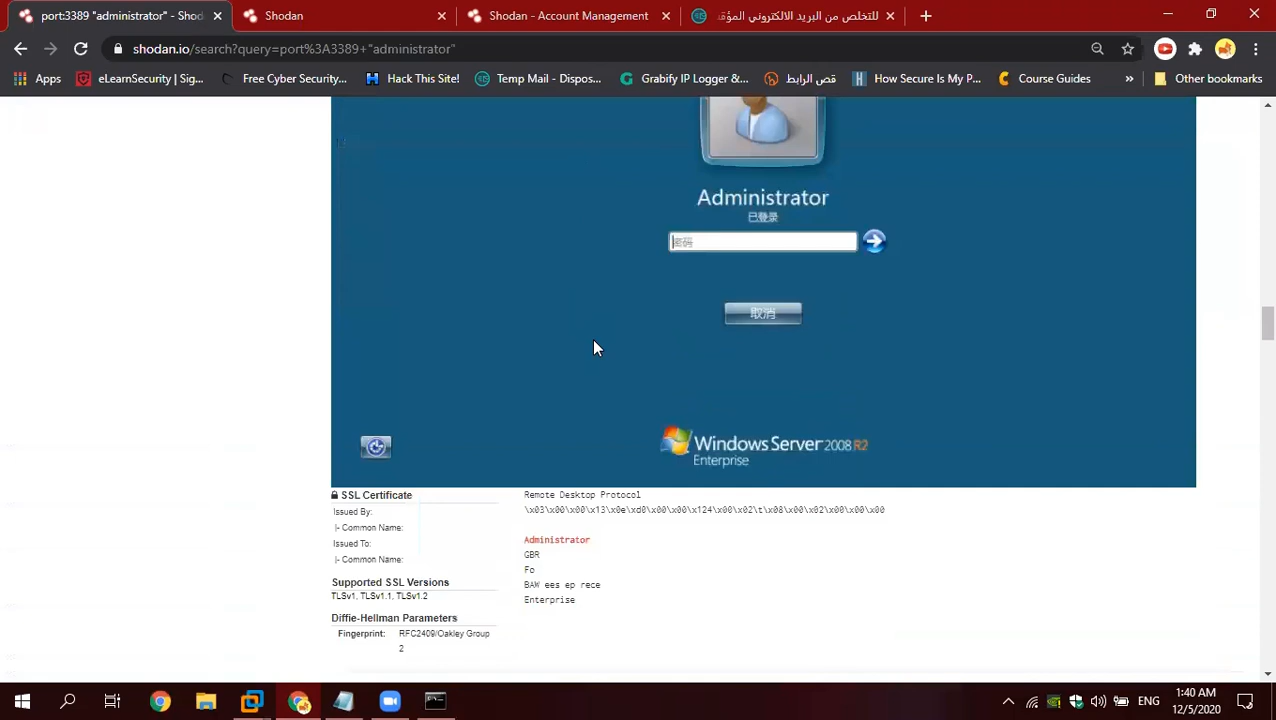 port:3389 "administrator" - Shod
Shodan
Shodan - Account Management
للتخلص من البريد الالكتروني المؤقد
shodan.io/search?query=port%3A3389+"administrator"
Apps
eLearnSecurity | Sig...
Free Cyber Security...
Hack This Site!
Temp Mail - Dispos...
Grabify IP Logger &...
قص الرابط
How Secure Is My P...
Course Guides
»
Other bookmarks
Administrator
已登录
密码
取消
Windows Server 2008 R2
Enterprise
SSL Certificate
Issued By:
|- Common Name:
Issued To:
|- Common Name:
Supported SSL Versions
TLSv1, TLSv1.1, TLSv1.2
Diffie-Hellman Parameters
Fingerprint: RFC2409/Oakley Group
2
Remote Desktop Protocol
\x03\x00\x00\x13\x0e\xd0\x00\x00\x124\x00\x02\t\x08\x00\x02\x00\x00\x00
Administrator
GBR
Fo
BAW ees ep rece
Enterprise
ENG
1:40 AM
12/5/2020